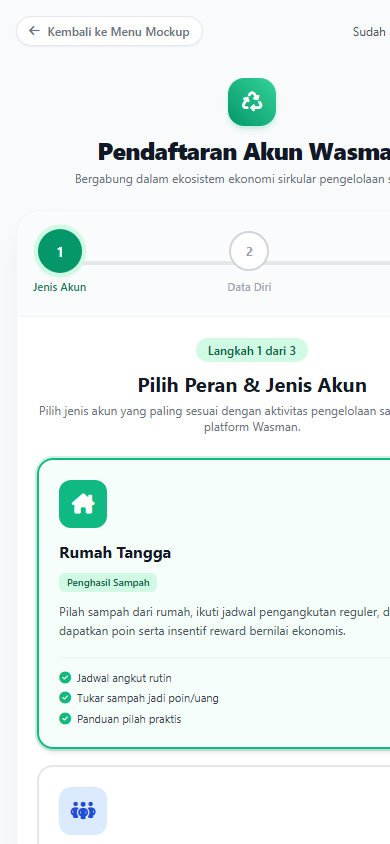 Kembali ke Menu Mockup
Sudah
Pendaftaran Akun Wasma
Bergabung dalam ekosistem ekonomi sirkular pengelolaan
1
2
Jenis Akun
Data Diri
Langkah 1 dari 3
Pilih Peran & Jenis Akun
Pilih jenis akun yang paling sesuai dengan aktivitas pengelolaan sa
platform Wasman.
Rumah Tangga
Penghasil Sampah
Pilah sampah dari rumah, ikuti jadwal pengangkutan reguler, d
dapatkan poin serta insentif reward bernilai ekonomis.
Jadwal angkut rutin
Tukar sampah jadi poin/uang
Panduan pilah praktis